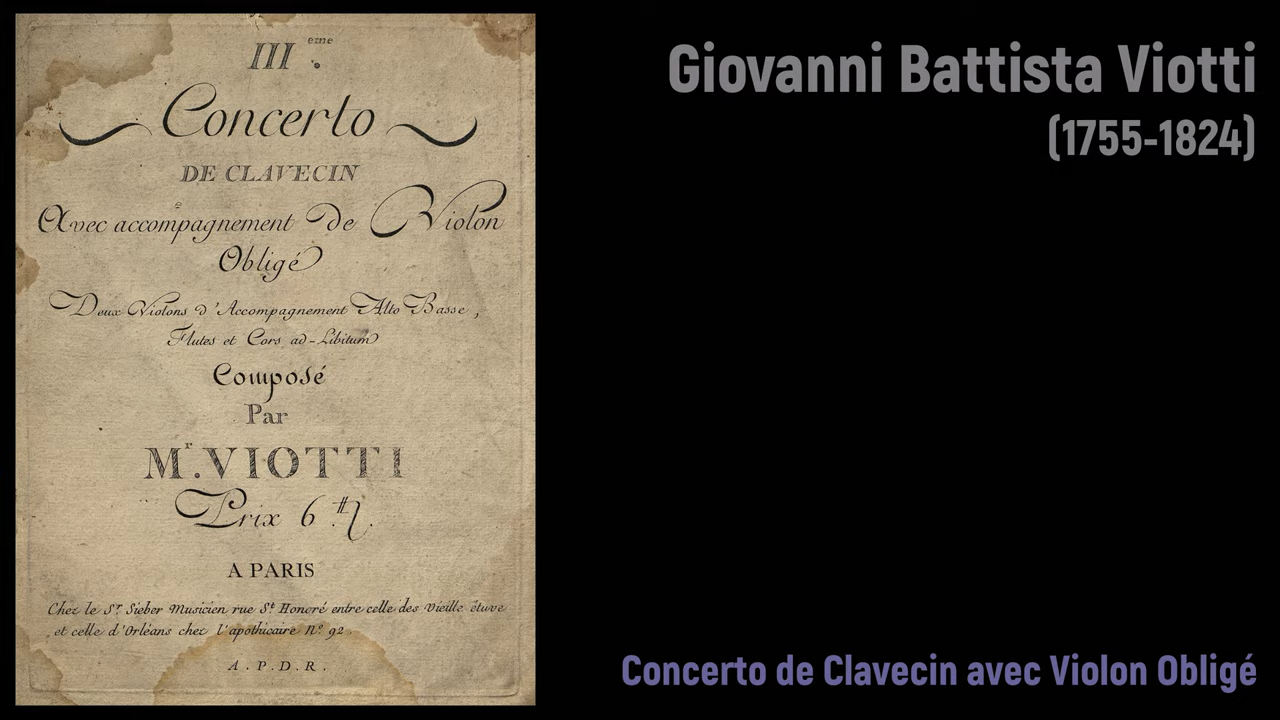 III eme.
Concerto
DE CLAVECIN
Avec accompagnement de Violon
Obligé
Deux Violons d'Accompagnement Alto Basse,
Flutes et Cors ad-Libitum
Composé
Par
Mr. VIOTTI
Prix 6
A PARIS
Chez le Sr Sieber Musicien rue St Honoré entre celle des Vieille étuve
et celle d'Orléans chez l'apothicaire No 92.
A.P.D.R.
Giovanni Battista Viotti
(1755-1824)
Concerto de Clavecin avec Violon Obligé